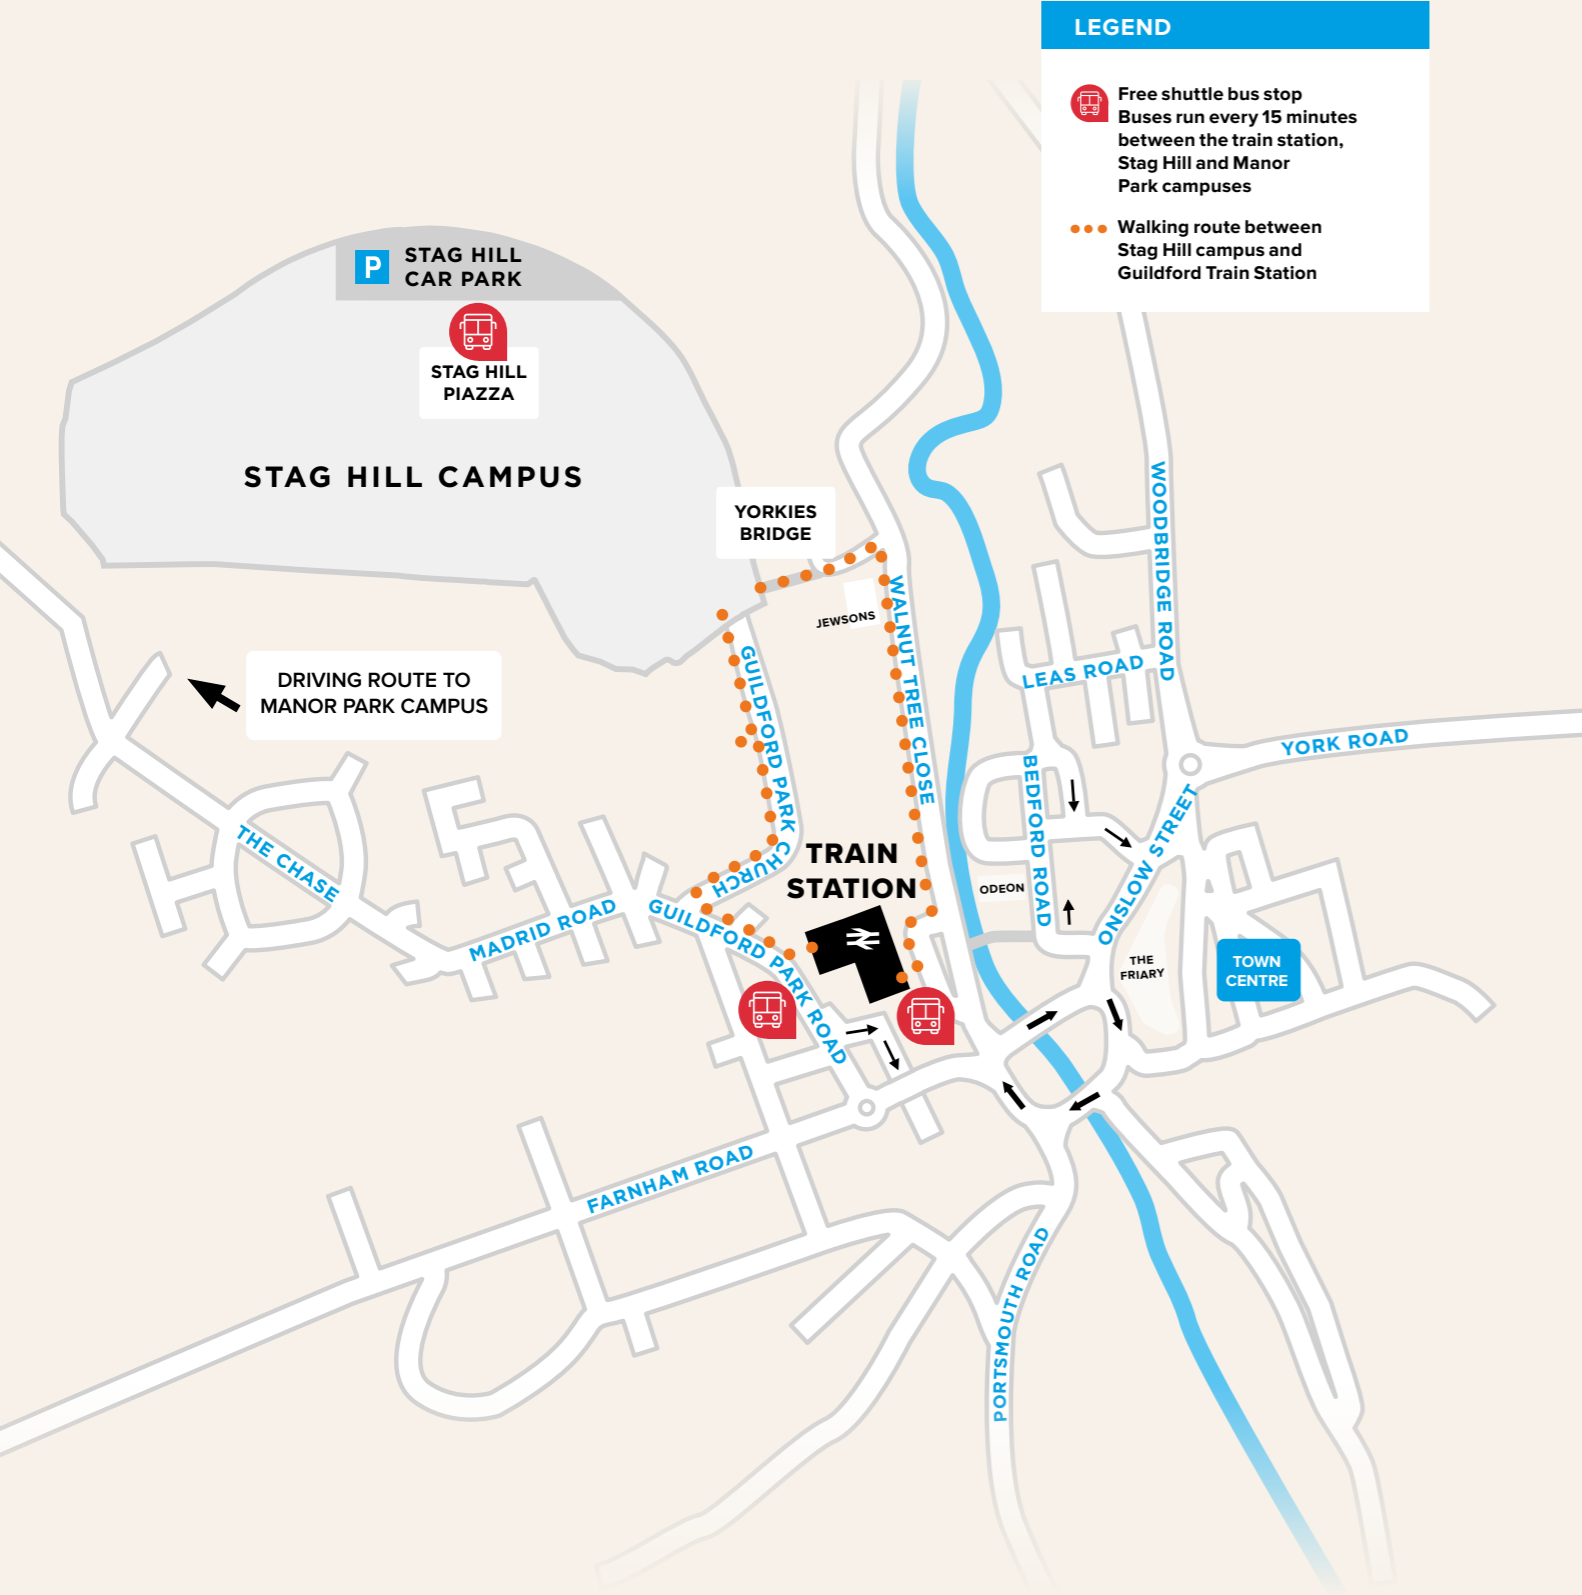 LEGEND
Free shuttle bus stop
Buses run every 15 minutes
between the train station,
Stag Hill and Manor
Park campuses
Walking route between
Stag Hill campus and
Guildford Train Station
P
STAG HILL
CAR PARK
STAG HILL
PIAZZA
STAG HILL CAMPUS
YORKIES
BRIDGE
JEWSONS
WALNUT TREE CLOSE
WOODBRIDGE ROAD
LEAS ROAD
YORK ROAD
DRIVING ROUTE TO
MANOR PARK CAMPUS
GUILDFORD PARK
CHURCH
BEDFORD ROAD
ONSLOW STREET
THE CHASE
MADRID ROAD
GUILDFORD PARK ROAD
TRAIN
STATION
ODEON
THE
FRIARY
TOWN
CENTRE
FARNHAM ROAD
PORTSMOUTH ROAD